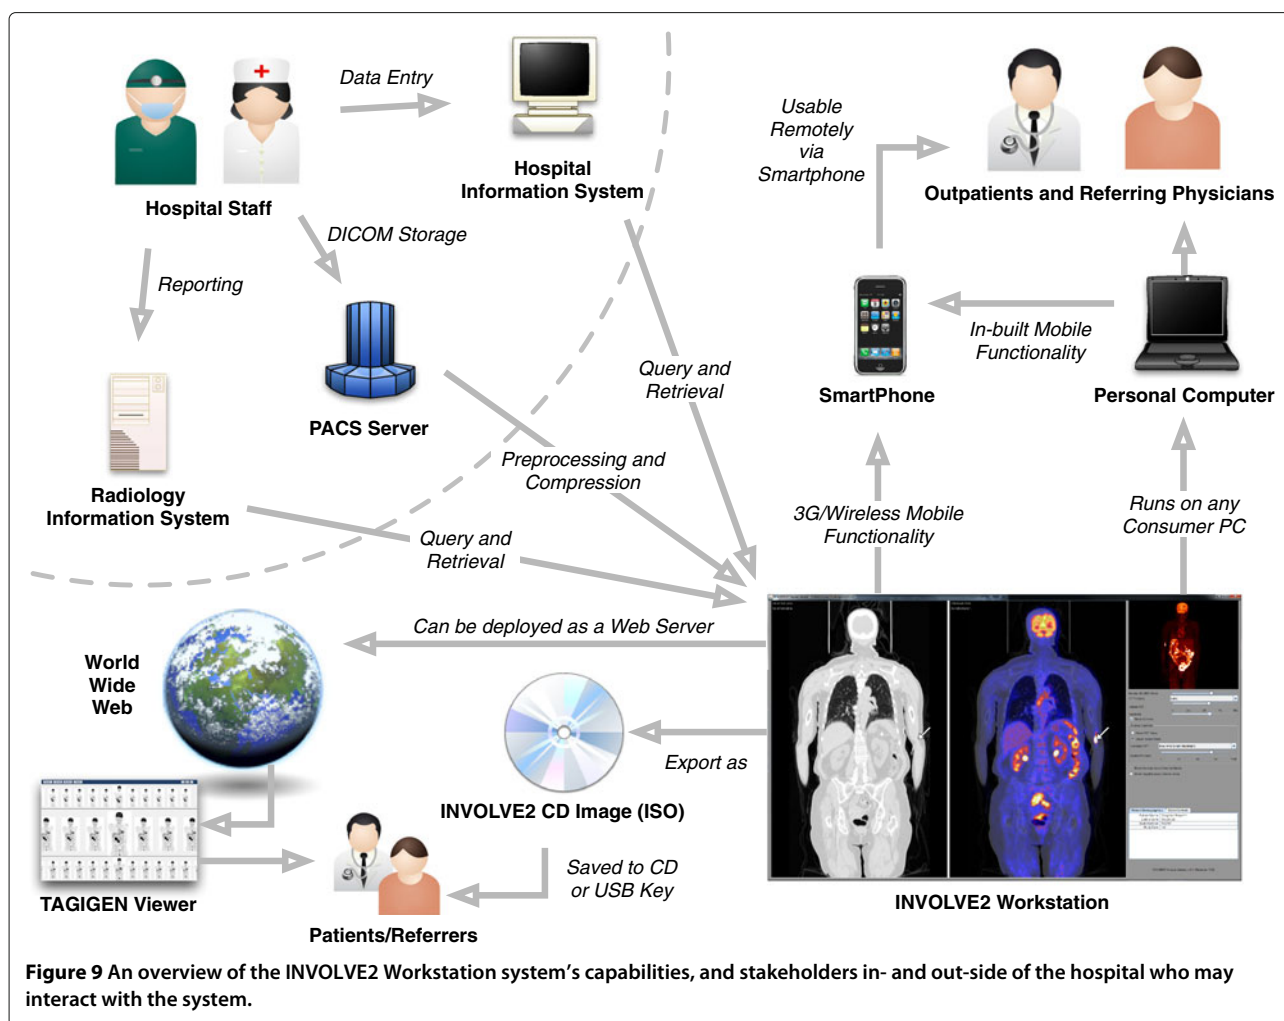 Data Entry
Hospital
Information System
Hospital Staff
DICOM Storage
Reporting
PACS Server
Radiology
Information System
Query and
Retrieval
Preprocessing and
Compression
Query and
Retrieval
Usable
Remotely
via
Smartphone
Outpatients and Referring Physicians
In-built Mobile
Functionality
SmartPhone
Personal Computer
3G/Wireless Mobile
Functionality
Runs on any
Consumer PC
Can be deployed as a Web Server
World
Wide
Web
Export as
INVOLVE2 CD Image (ISO)
Saved to CD
or USB Key
TAGIGEN Viewer
Patients/Referrers
INVOLVE2 Workstation
Figure 9 An overview of the INVOLVE2 Workstation system's capabilities, and stakeholders in- and out-side of the hospital who may
interact with the system.